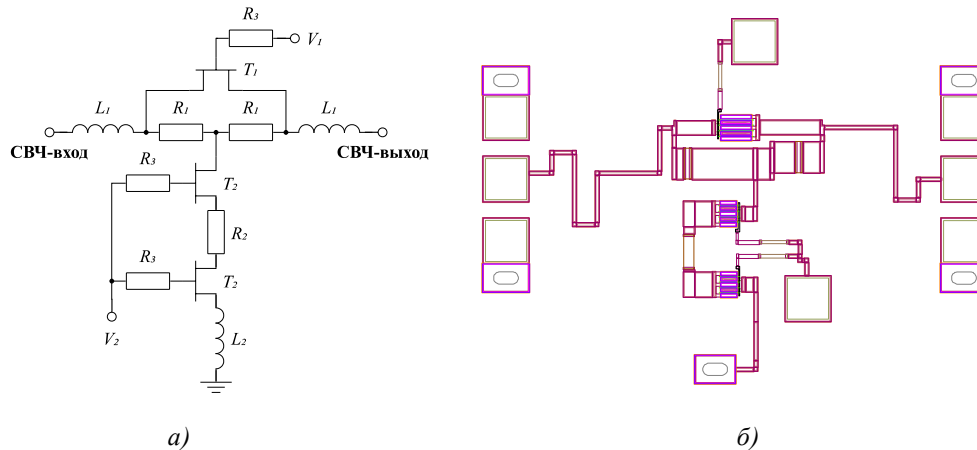 R₃
V₁
T₁
L₁ R₁ R₁ L₁
СВЧ-вход СВЧ-выход
R₃ T₂
R₂
R₃ T₂
V₂ L₂
а) б)